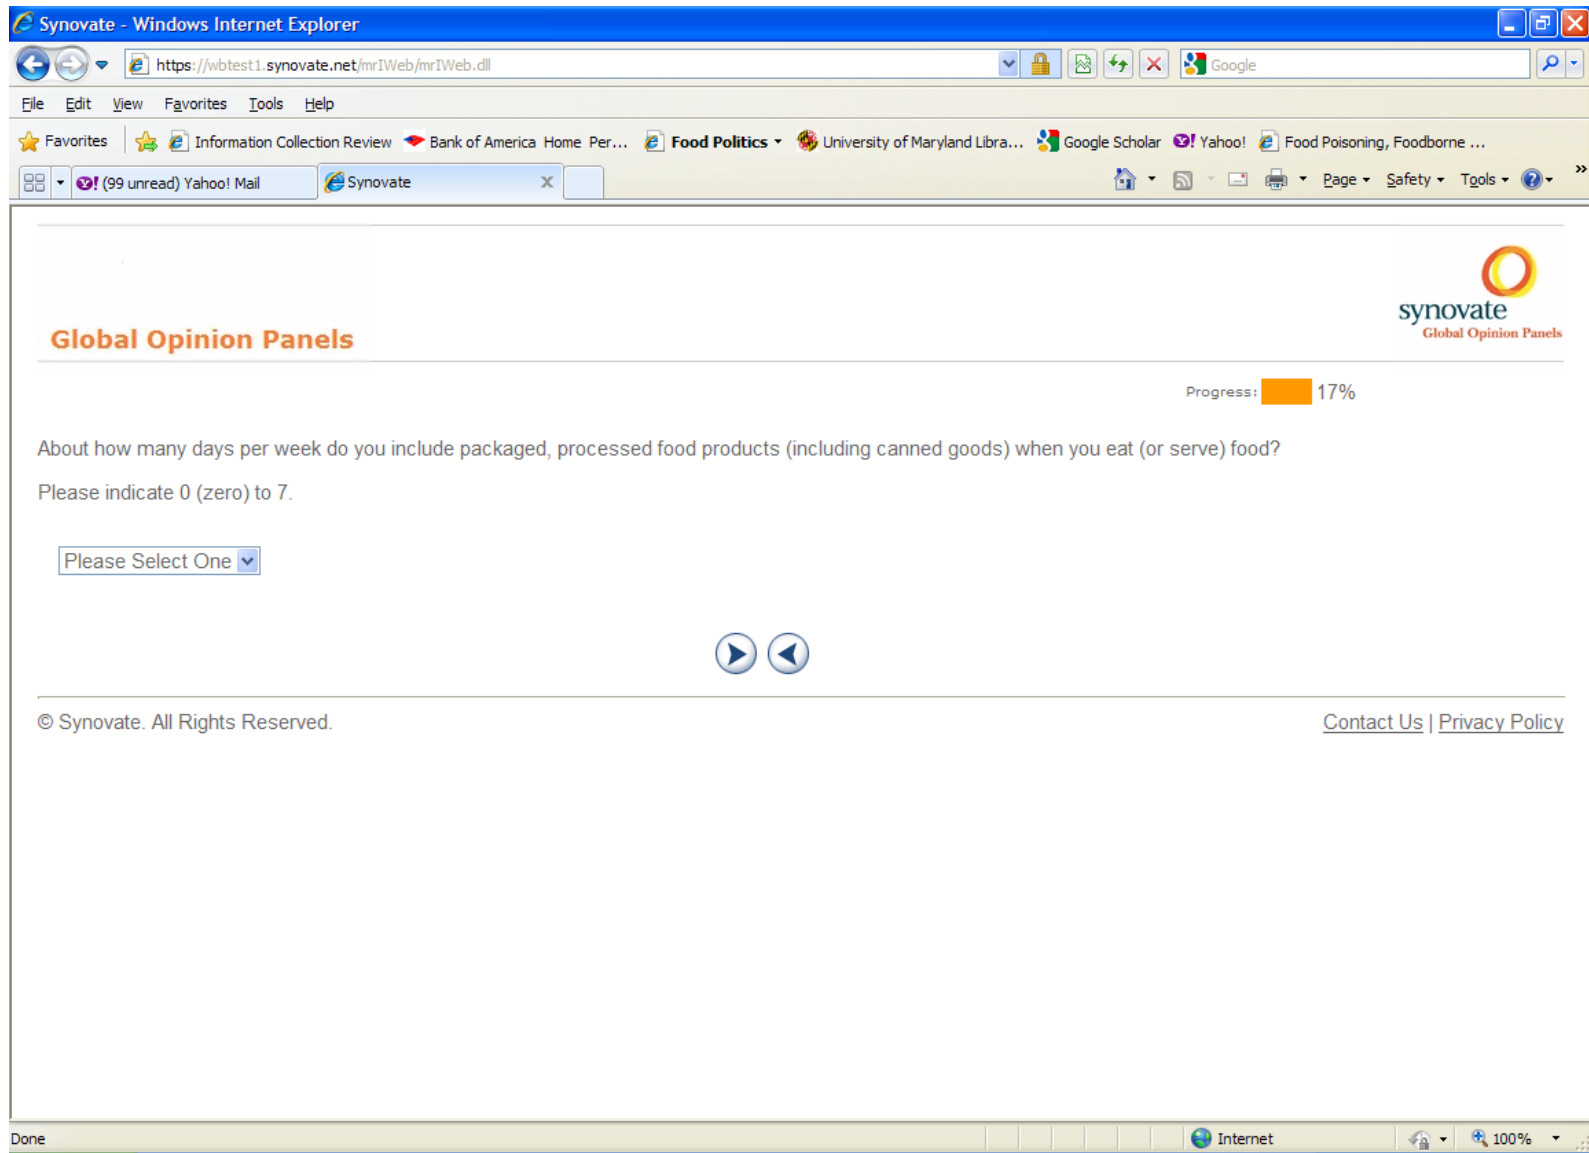 Synovate - Windows Internet Explorer
https://wbtest1.synovate.net/mrIWeb/mrIWeb.dll
Google
File Edit View Favorites Tools Help
Favorites Information Collection Review Bank of America Home Per... Food Politics University of Maryland Libra... Google Scholar Yahoo! Food Poisoning, Foodborne ...
(99 unread) Yahoo! Mail Synovate Page Safety Tools
synovate
Global Opinion Panels
Global Opinion Panels
Progress: 17%
About how many days per week do you include packaged, processed food products (including canned goods) when you eat (or serve) food?
Please indicate 0 (zero) to 7.
Please Select One
© Synovate. All Rights Reserved. Contact Us | Privacy Policy
Done Internet 100%